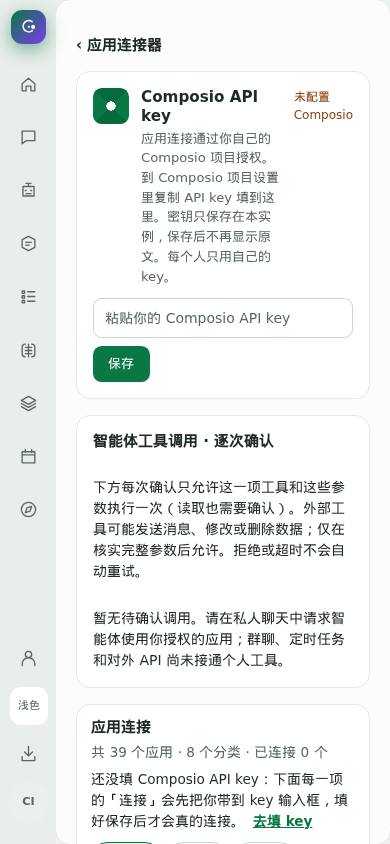 ‹ 应用连接器
Composio API
key
未配置
Composio
应用连接通过你自己的
Composio 项目授权。
到 Composio 项目设置
里复制 API key 填到这
里。密钥只保存在本实
例，保存后不再显示原
文。每个人只用自己的
key。
粘贴你的 Composio API key
保存
智能体工具调用 · 逐次确认
下方每次确认只允许这一项工具和这些参
数执行一次（读取也需要确认）。外部工
具可能发送消息、修改或删除数据；仅在
核实完整参数后允许。拒绝或超时不会自
动重试。
暂无待确认调用。请在私人聊天中请求智
能体使用你授权的应用；群聊、定时任务
和对外 API 尚未接通个人工具。
浅色
CI
应用连接
共 39 个应用 · 8 个分类 · 已连接 0 个
还没填 Composio API key：下面每一项
的「连接」会先把你带到 key 输入框，填
好保存后才会真的连接。 去填 key